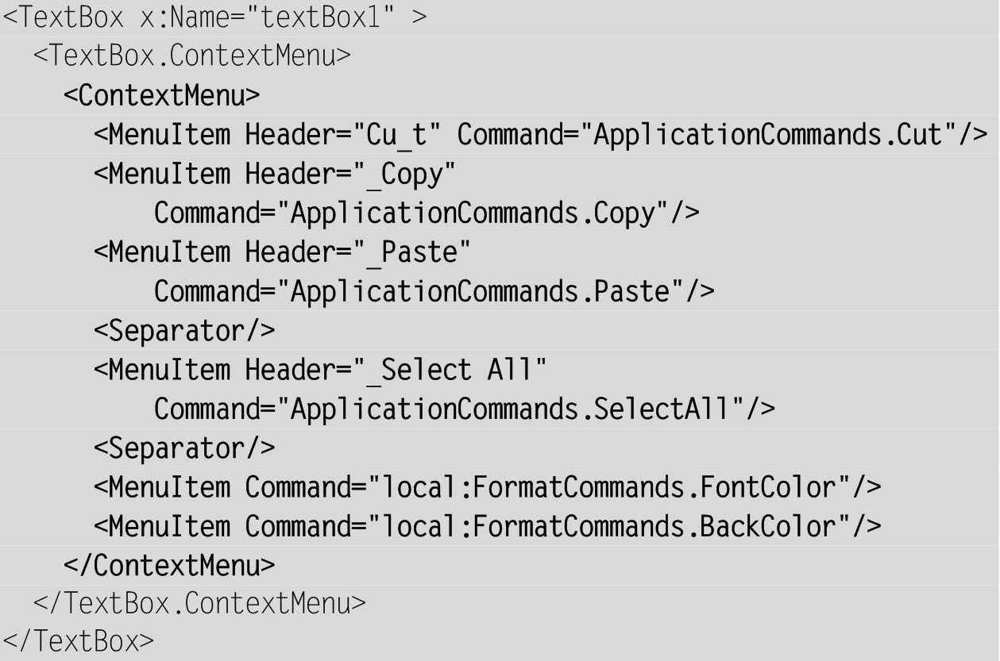 <TextBox x:Name="textBox1" >
  <TextBox.ContextMenu>
    <ContextMenu>
      <MenuItem Header="Cu_t" Command="ApplicationCommands.Cut"/>
      <MenuItem Header="_Copy"
          Command="ApplicationCommands.Copy"/>
      <MenuItem Header="_Paste"
          Command="ApplicationCommands.Paste"/>
      <Separator/>
      <MenuItem Header="_Select All"
          Command="ApplicationCommands.SelectAll"/>
      <Separator/>
      <MenuItem Command="local:FormatCommands.FontColor"/>
      <MenuItem Command="local:FormatCommands.BackColor"/>
    </ContextMenu>
  </TextBox.ContextMenu>
</TextBox>